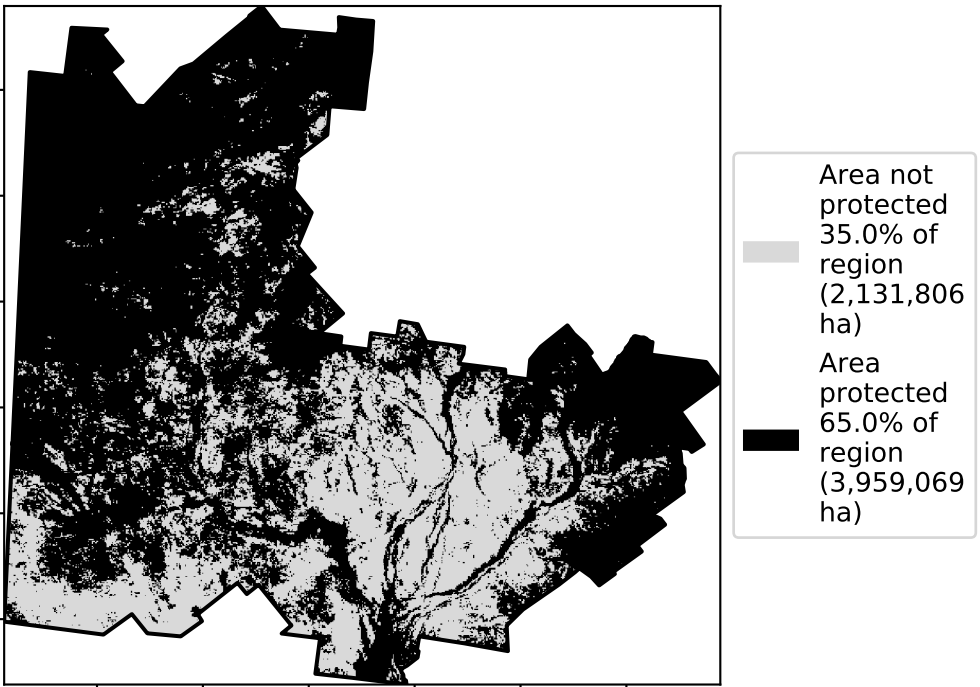 Area not
protected
35.0% of
region
(2,131,806
ha)
Area
protected
65.0% of
region
(3,959,069
ha)